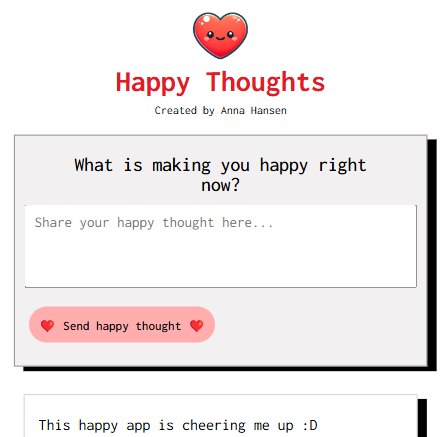 Happy Thoughts
Created by Anna Hansen
What is making you happy right
now?
Share your happy thought here...
❤️ Send happy thought ❤️
This happy app is cheering me up :D